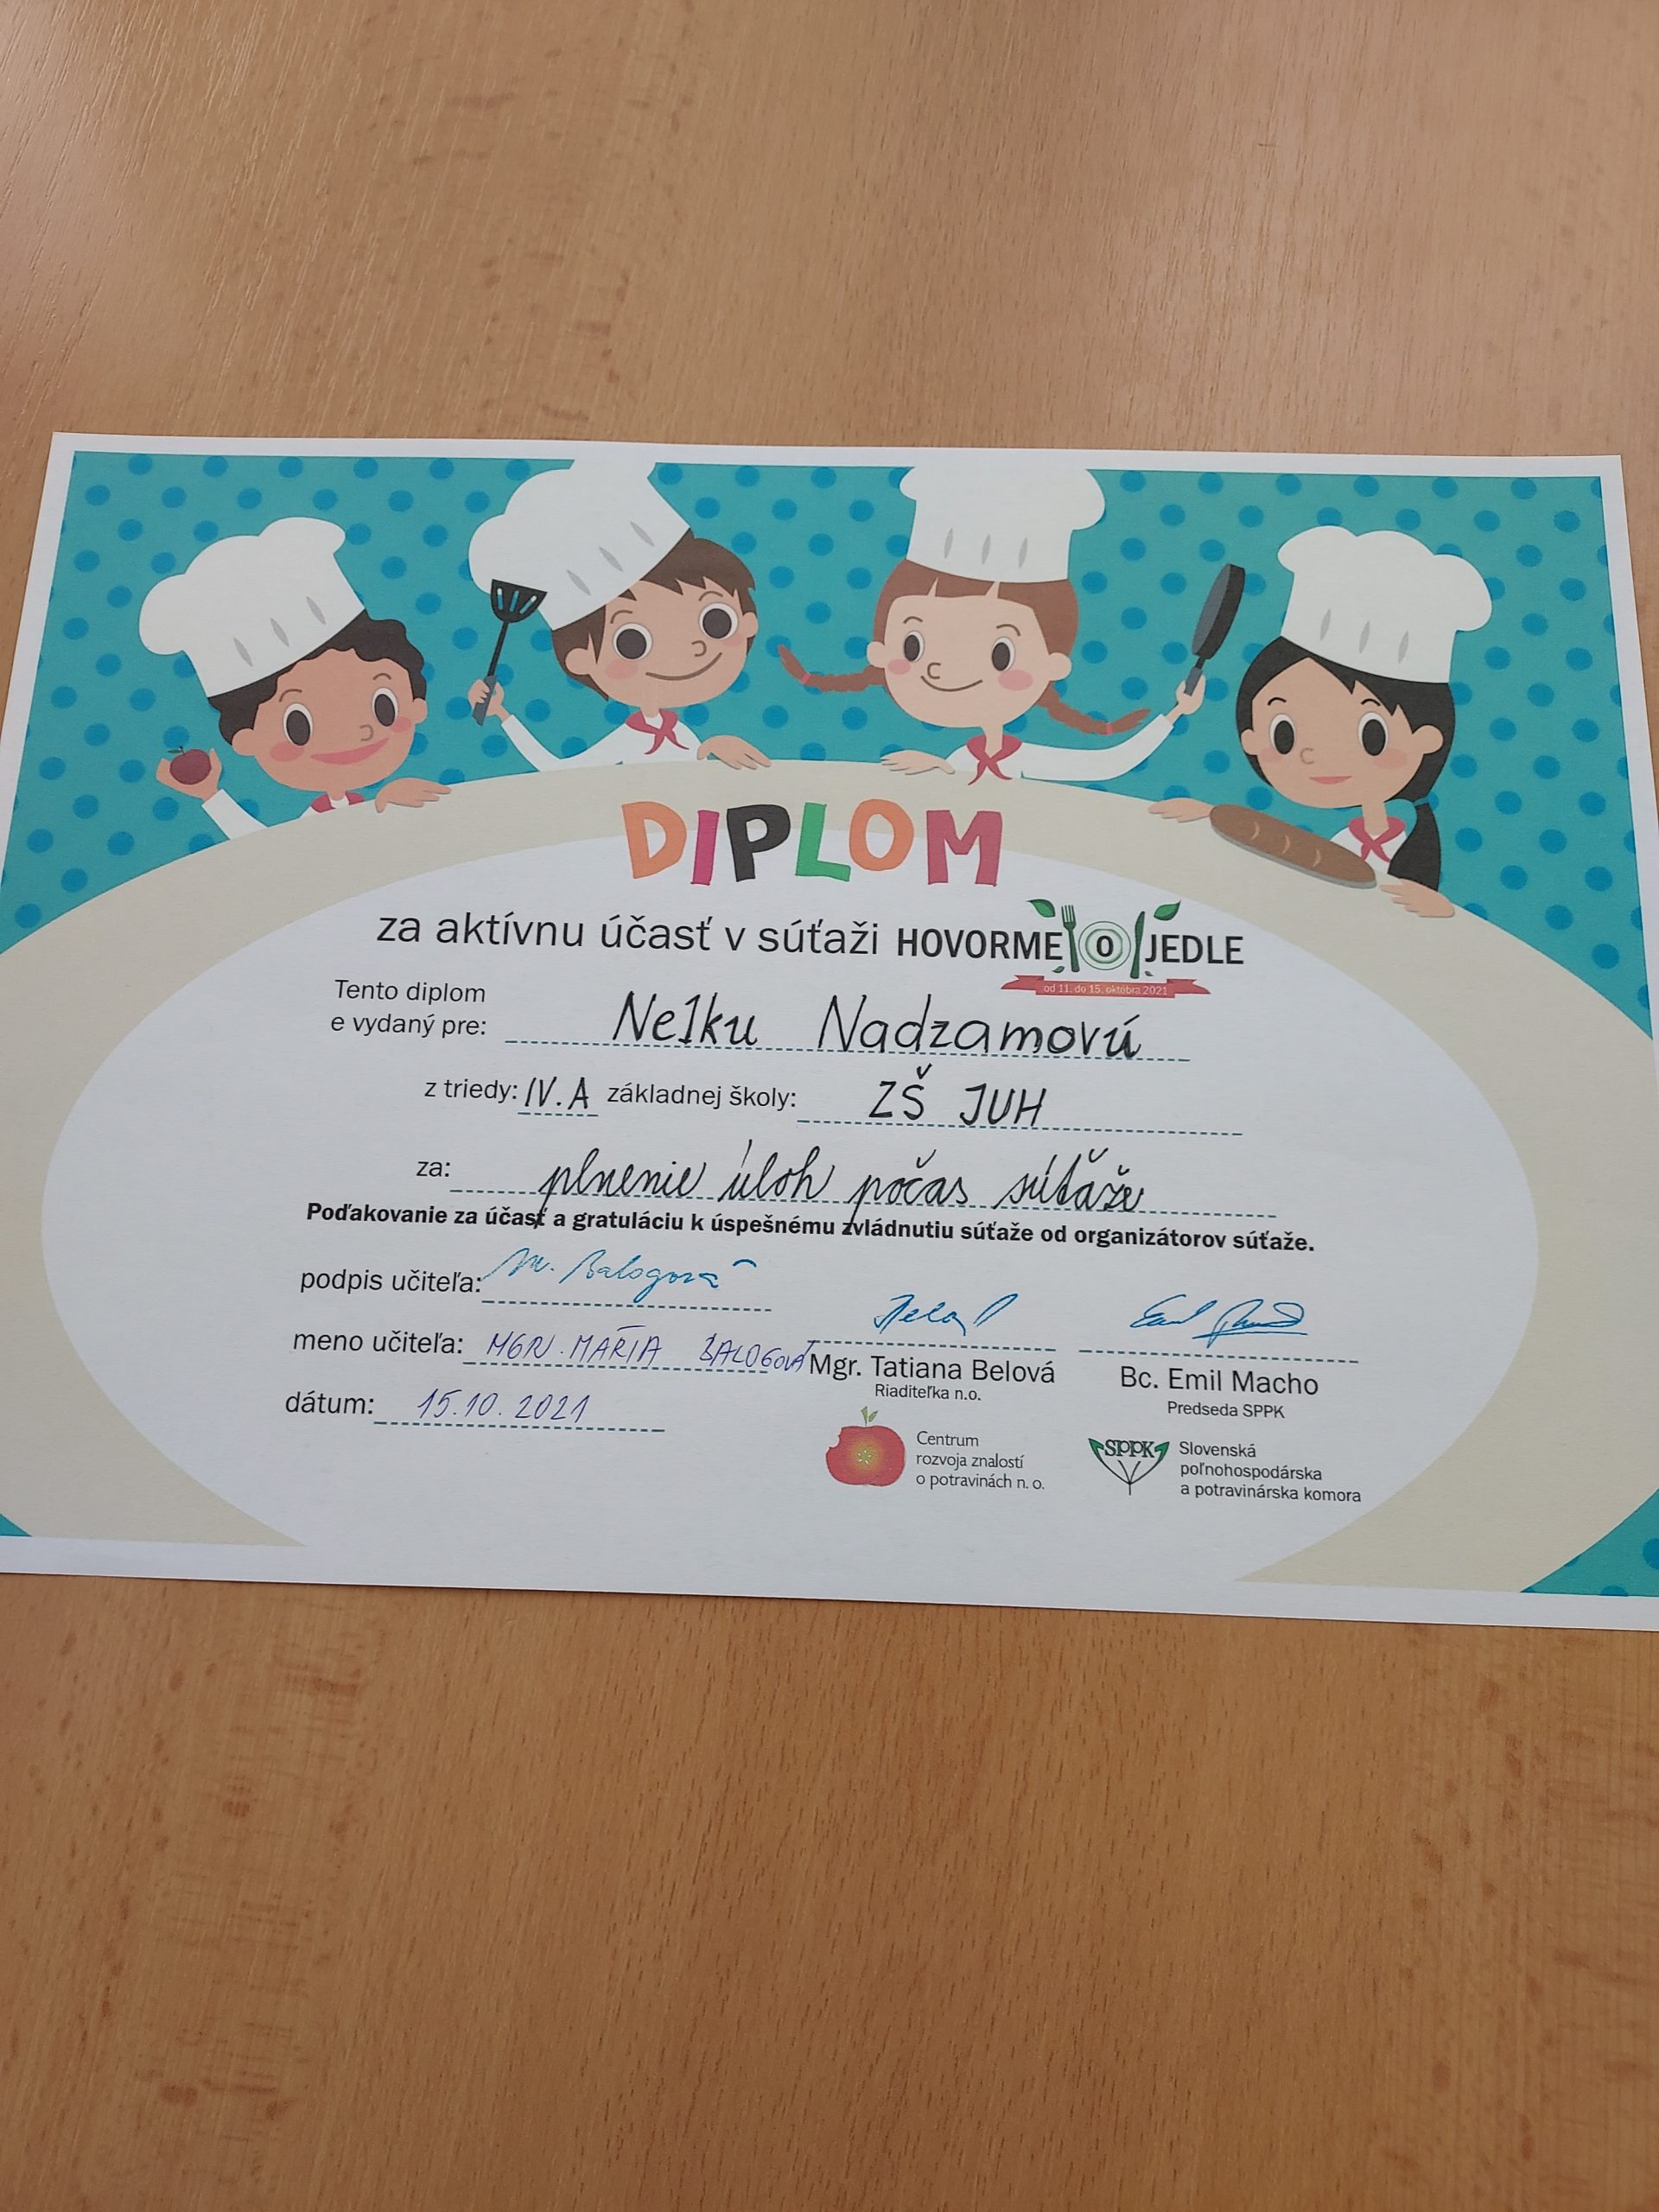 DIPLOM
za aktívnu účasť v súťaži HOVORME O JEDLE
od 11. do 15. októbra 2021
Tento diplom
e vydaný pre: Nelku Nadzamovú
z triedy: IV.A základnej školy: ZŠ JUH
za: plnenie úloh počas súťaže
Poďakovanie za účasť a gratuláciu k úspešnému zvládnutiu súťaže od organizátorov súťaže.
podpis učiteľa: M. Balogová
meno učiteľa: MGR. MÁRIA BALOGOVÁ
dátum: 15.10.2021
Mgr. Tatiana Belová
Riaditeľka n.o.
Centrum
rozvoja znalostí
o potravinách n. o.
Bc. Emil Macho
Predseda SPPK
SPPK
Slovenská
poľnohospodárska
a potravinárska komora